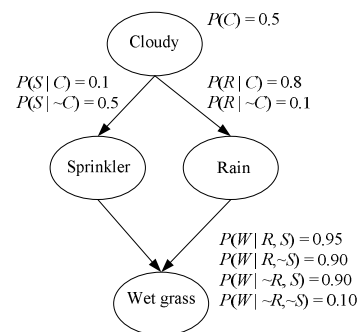 P(C) = 0.5
Cloudy
P(S | C) = 0.1
P(S | ~C) = 0.5
P(R | C) = 0.8
P(R | ~C) = 0.1
Sprinkler
Rain
P(W | R, S) = 0.95
P(W | R,~S) = 0.90
P(W | ~R, S) = 0.90
P(W | ~R,~S) = 0.10
Wet grass